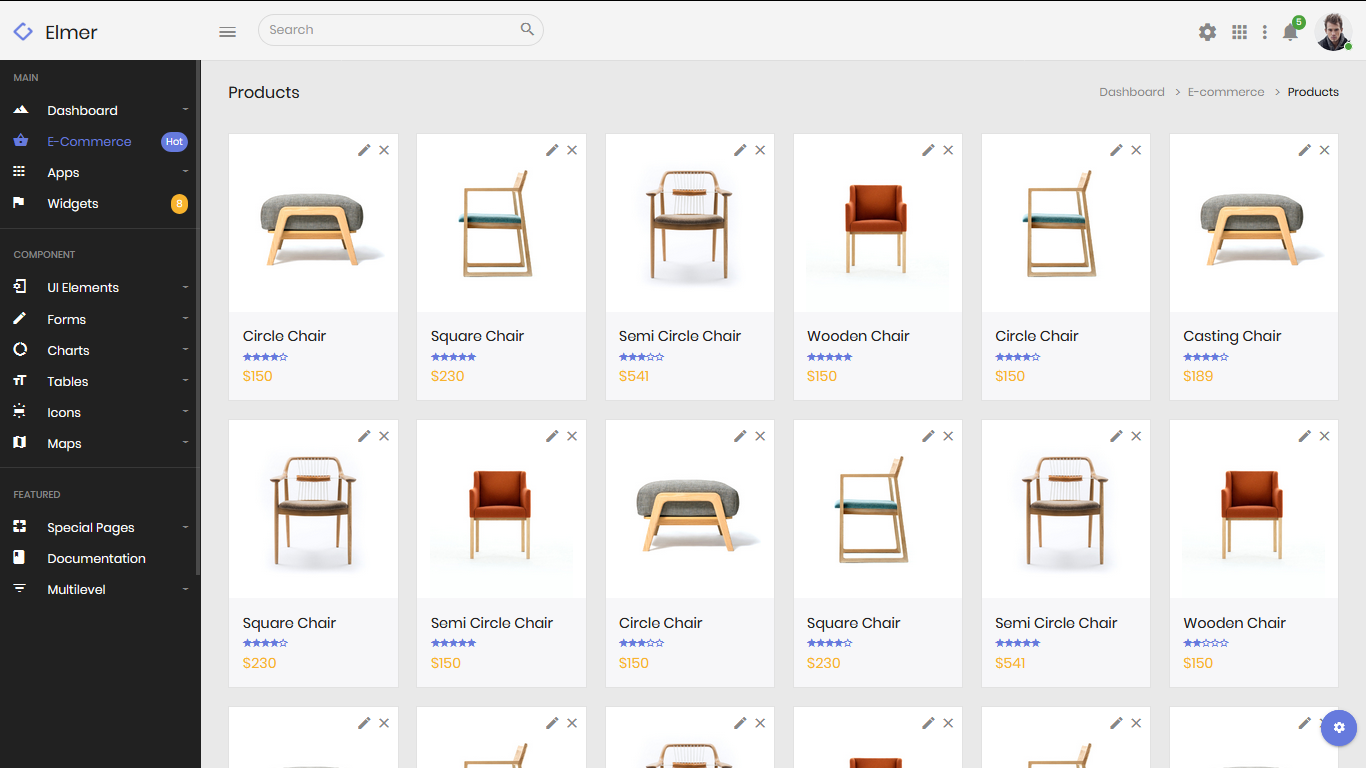 Elmer
Search
5
MAIN
Dashboard
E-Commerce Hot
Apps
Widgets 8
COMPONENT
UI Elements
Forms
Charts
Tables
Icons
Maps
FEATURED
Special Pages
Documentation
Multilevel
Products
Dashboard > E-commerce > Products
Circle Chair
$150
Square Chair
$230
Semi Circle Chair
$541
Wooden Chair
$150
Circle Chair
$150
Casting Chair
$189
Square Chair
$230
Semi Circle Chair
$150
Circle Chair
$150
Square Chair
$230
Semi Circle Chair
$541
Wooden Chair
$150